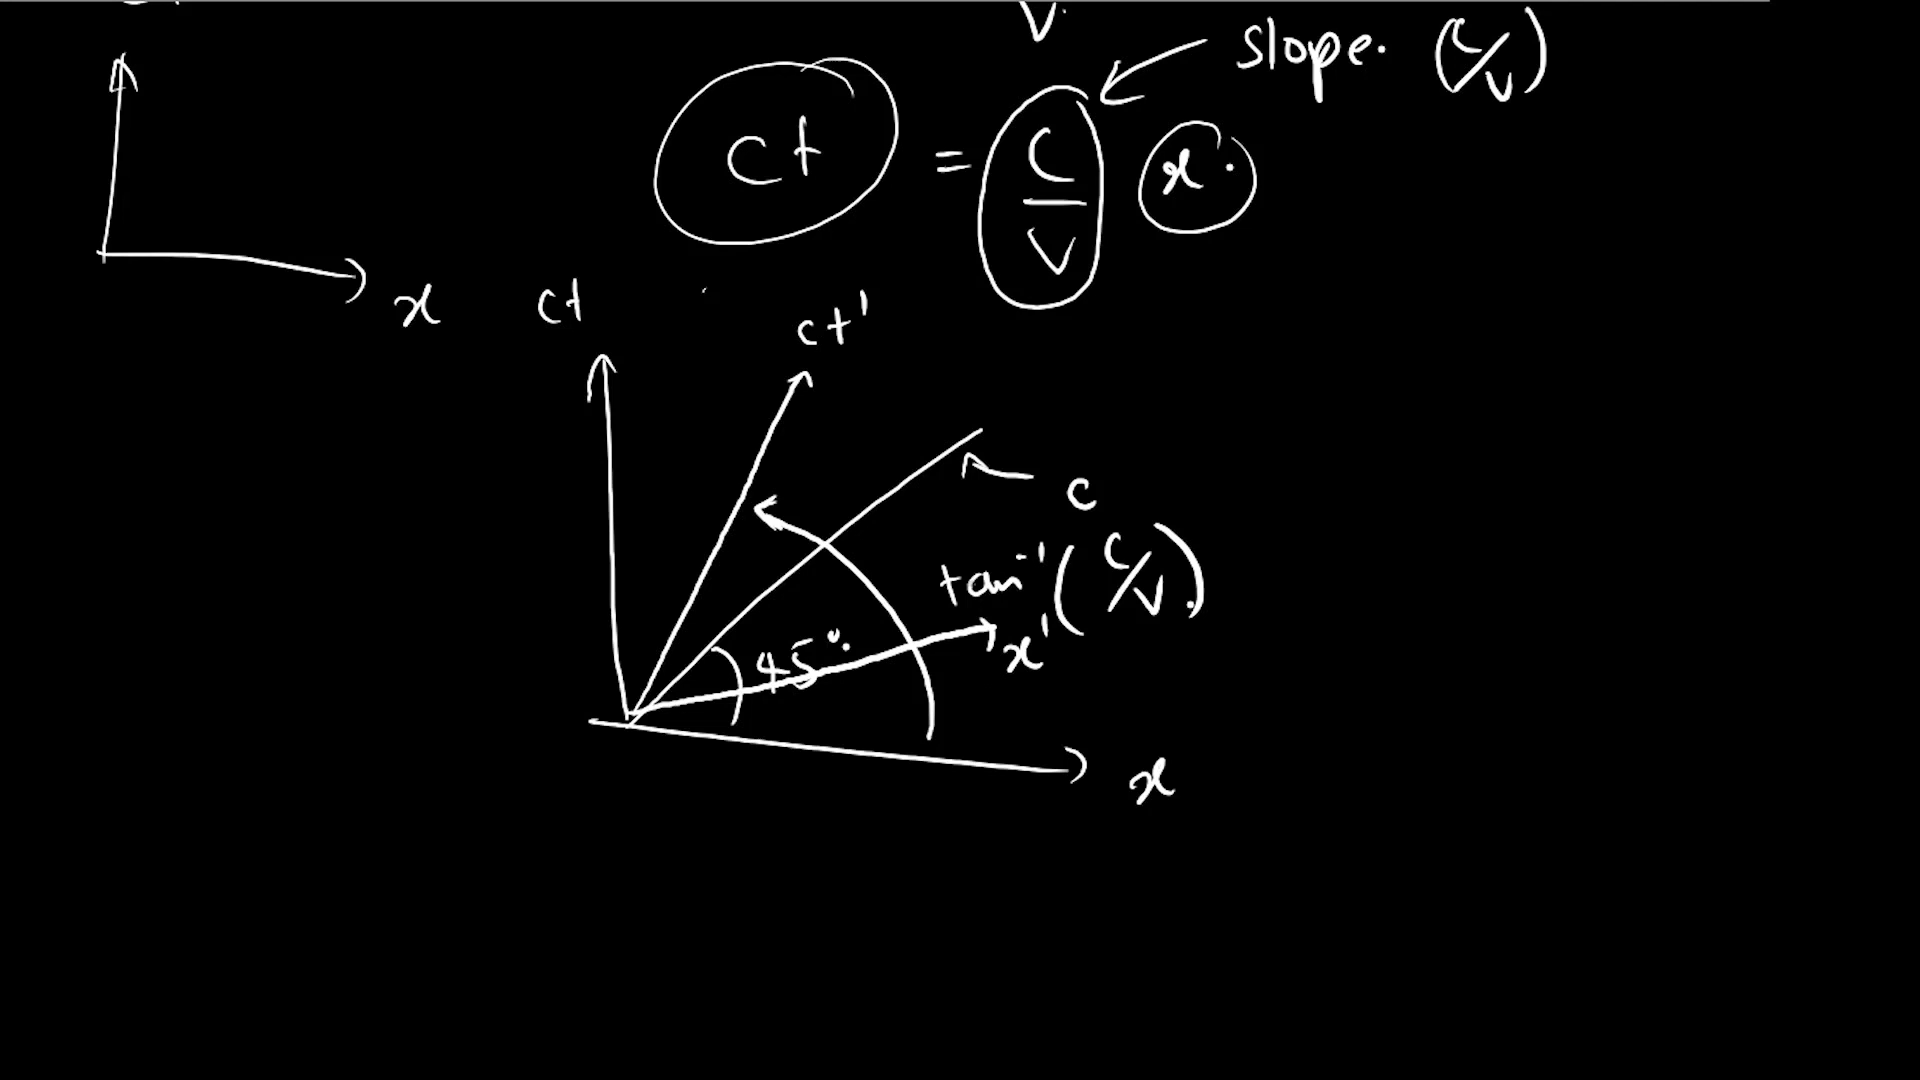 v.
slope. (c/v)
ct = c/v x.
x
ct
ct'
c
tan⁻¹(c/v).
45°
x'
x